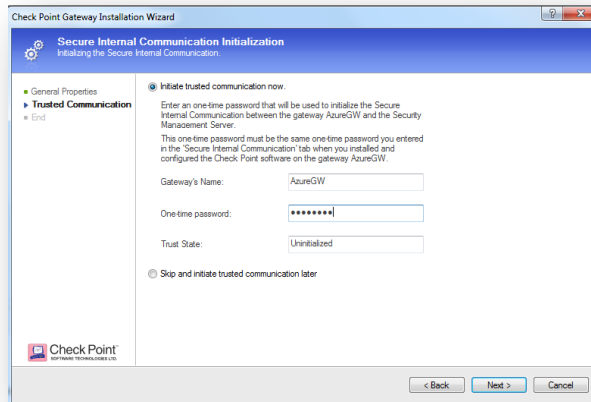 Check Point Gateway Installation Wizard
Secure Internal Communication Initialization
Initializing the Secure Internal Communication.
General Properties
Trusted Communication
End
Initiate trusted communication now.
Enter an one-time password that will be used to initialize the Secure
Internal Communication between the gateway AzureGW and the Security
Management Server.
This one-time password must be the same one-time password you entered
in the 'Secure Internal Communication' tab when you installed and
configured the Check Point software on the gateway AzureGW.
Gateway's Name: AzureGW
One-time password: ••••••••
Trust State: Uninitialized
Skip and initiate trusted communication later
Check Point™
SOFTWARE TECHNOLOGIES LTD.
< Back Next > Cancel